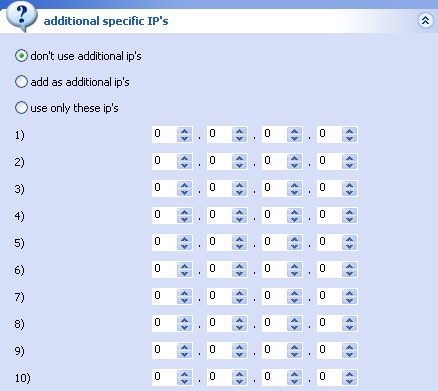 additional specific IP's
don't use additional ip's
add as additional ip's
use only these ip's
1) 0 . 0 . 0 . 0
2) 0 . 0 . 0 . 0
3) 0 . 0 . 0 . 0
4) 0 . 0 . 0 . 0
5) 0 . 0 . 0 . 0
6) 0 . 0 . 0 . 0
7) 0 . 0 . 0 . 0
8) 0 . 0 . 0 . 0
9) 0 . 0 . 0 . 0
10) 0 . 0 . 0 . 0